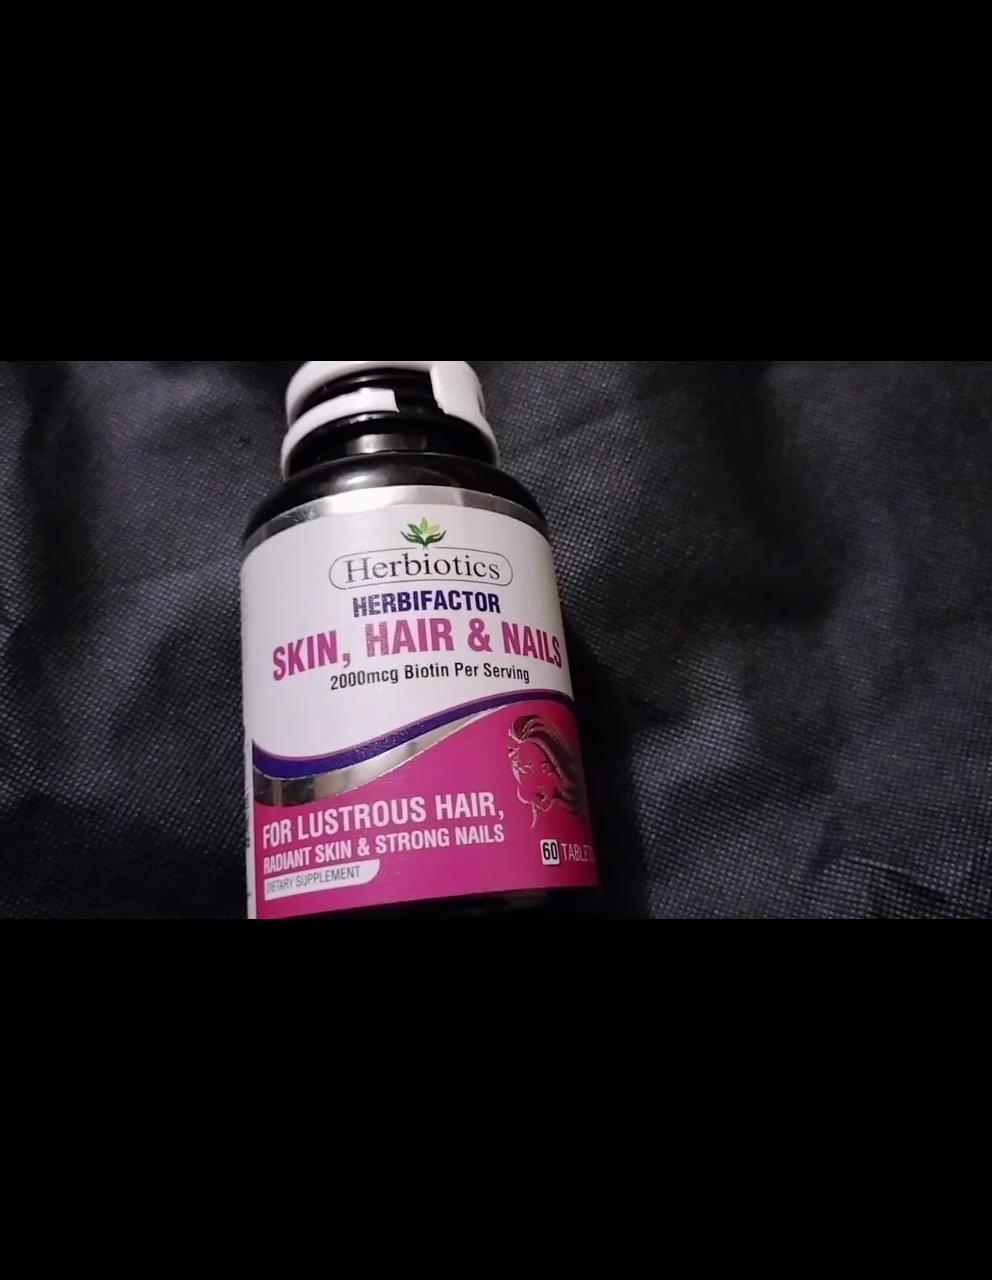 Herbiotics
HERBIFACTOR
SKIN, HAIR & NAILS
2000mcg Biotin Per Serving
FOR LUSTROUS HAIR,
RADIANT SKIN & STRONG NAILS
DIETARY SUPPLEMENT
60 TABLETS